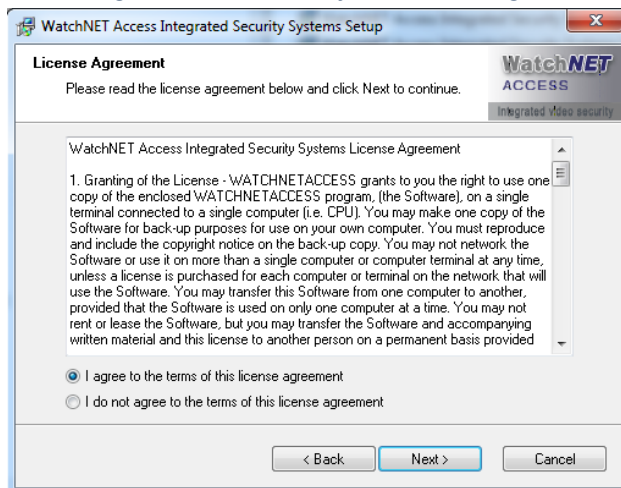 WatchNET Access Integrated Security Systems Setup
License Agreement
Please read the license agreement below and click Next to continue.
WatchNET
ACCESS
Integrated video security
WatchNET Access Integrated Security Systems License Agreement
1. Granting of the License - WATCHNETACCESS grants to you the right to use one
copy of the enclosed WATCHNETACCESS program, (the Software), on a single
terminal connected to a single computer (i.e. CPU). You may make one copy of the
Software for back-up purposes for use on your own computer. You must reproduce
and include the copyright notice on the back-up copy. You may not network the
Software or use it on more than a single computer or computer terminal at any time,
unless a license is purchased for each computer or terminal on the network that will
use the Software. You may transfer this Software from one computer to another,
provided that the Software is used on only one computer at a time. You may not
rent or lease the Software, but you may transfer the Software and accompanying
written material and this license to another person on a permanent basis provided
I agree to the terms of this license agreement
I do not agree to the terms of this license agreement
< Back
Next >
Cancel